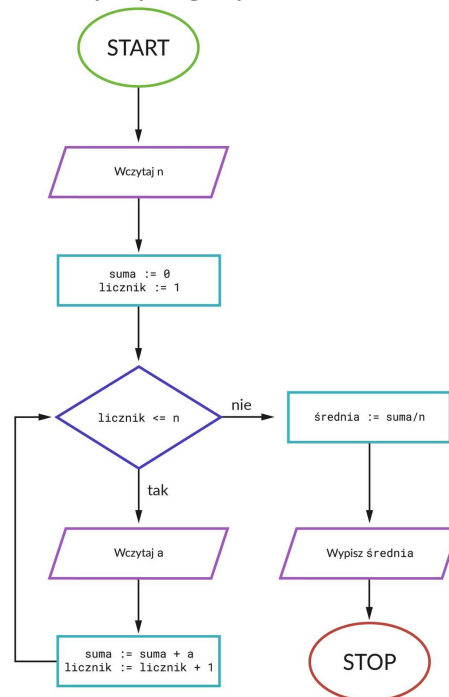 START
Wczytaj n
suma := 0
licznik := 1
licznik <= n
nie
średnia := suma/n
tak
Wczytaj a
Wypisz średnia
suma := suma + a
licznik := licznik + 1
STOP